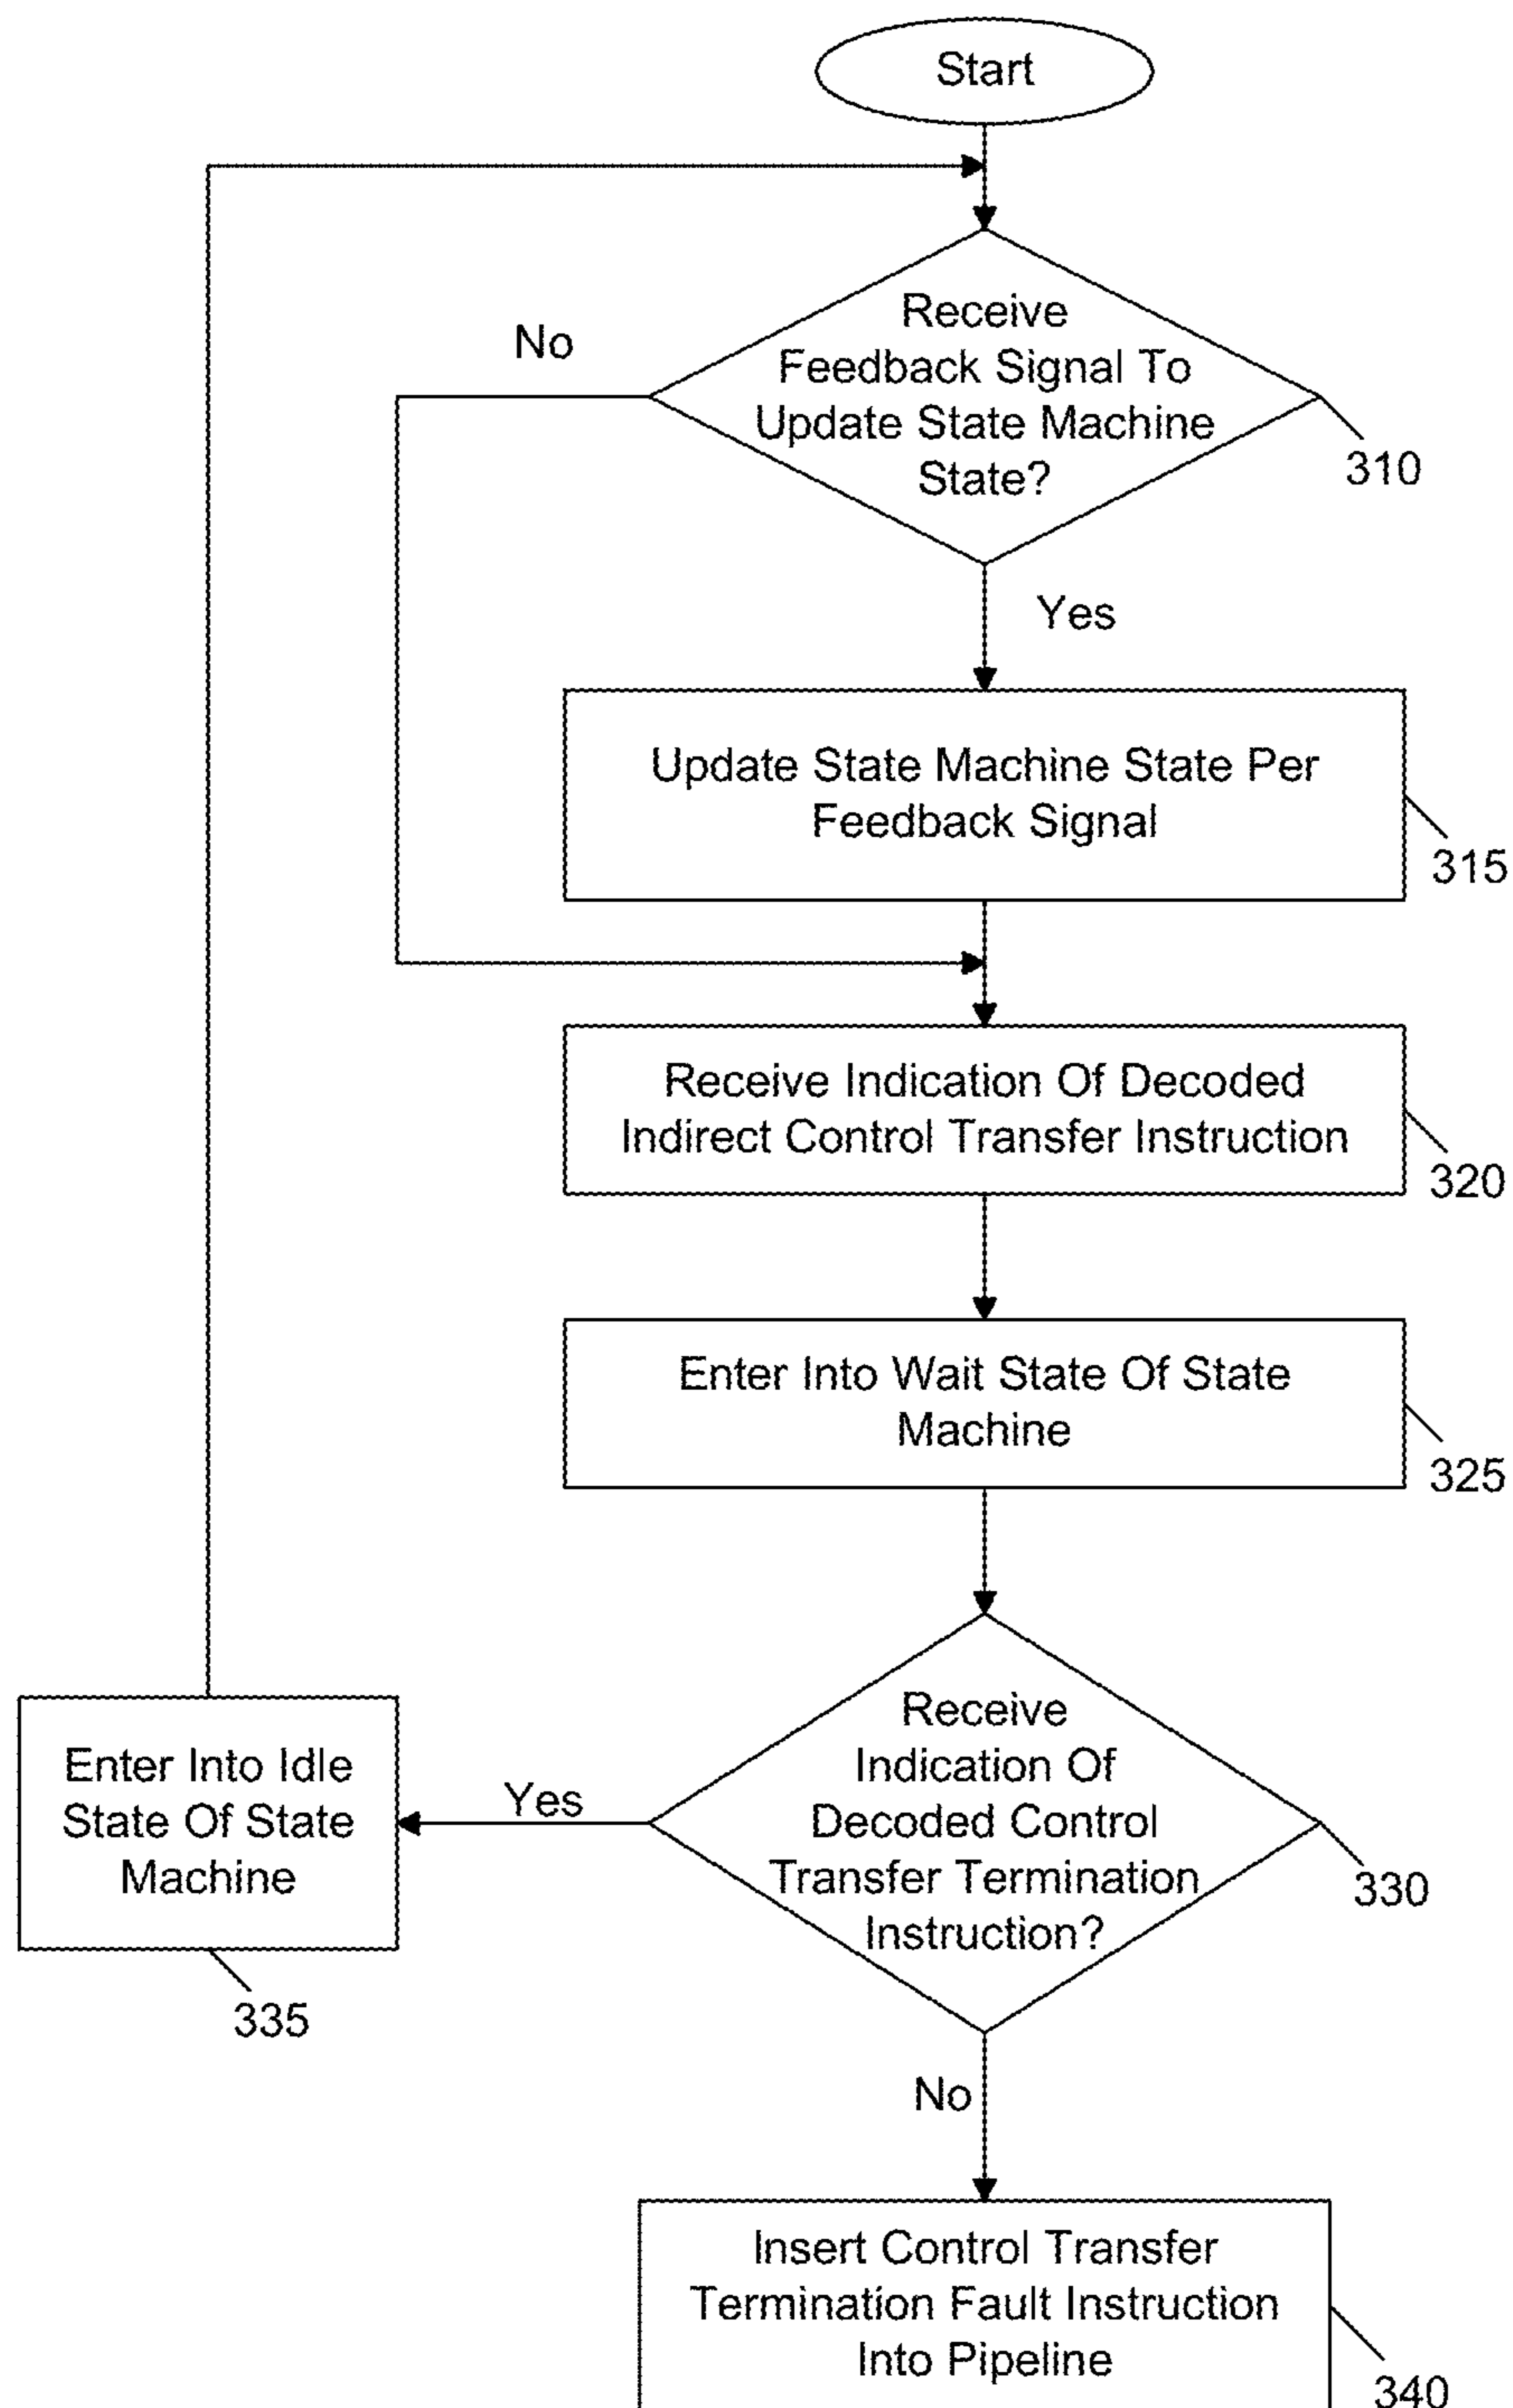 Start
Receive
Feedback Signal To
Update State Machine
State?
310
No
Yes
Update State Machine State Per
Feedback Signal
315
Receive Indication Of Decoded
Indirect Control Transfer Instruction
320
Enter Into Wait State Of State
Machine
325
Receive
Indication Of
Decoded Control
Transfer Termination
Instruction?
330
Yes
Enter Into Idle
State Of State
Machine
335
No
Insert Control Transfer
Termination Fault Instruction
Into Pipeline
340